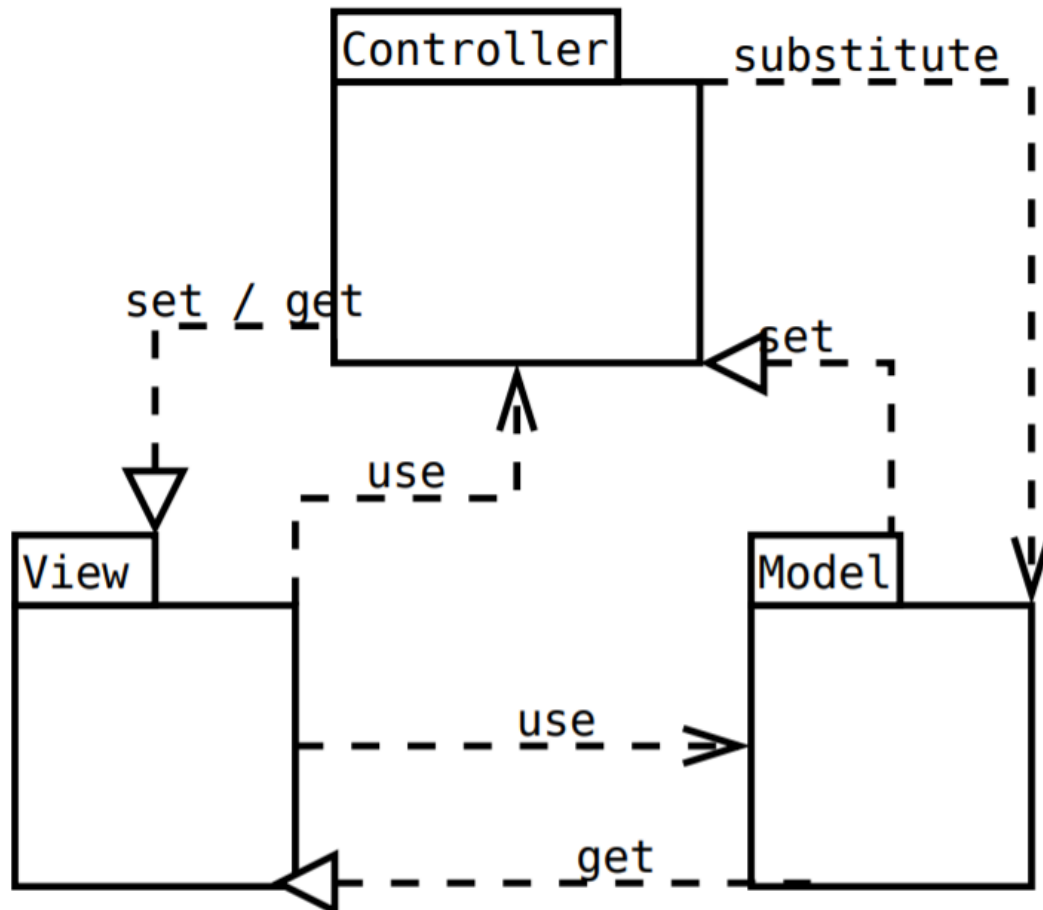 Controller
substitute
set / get
set
use
View
Model
use
get